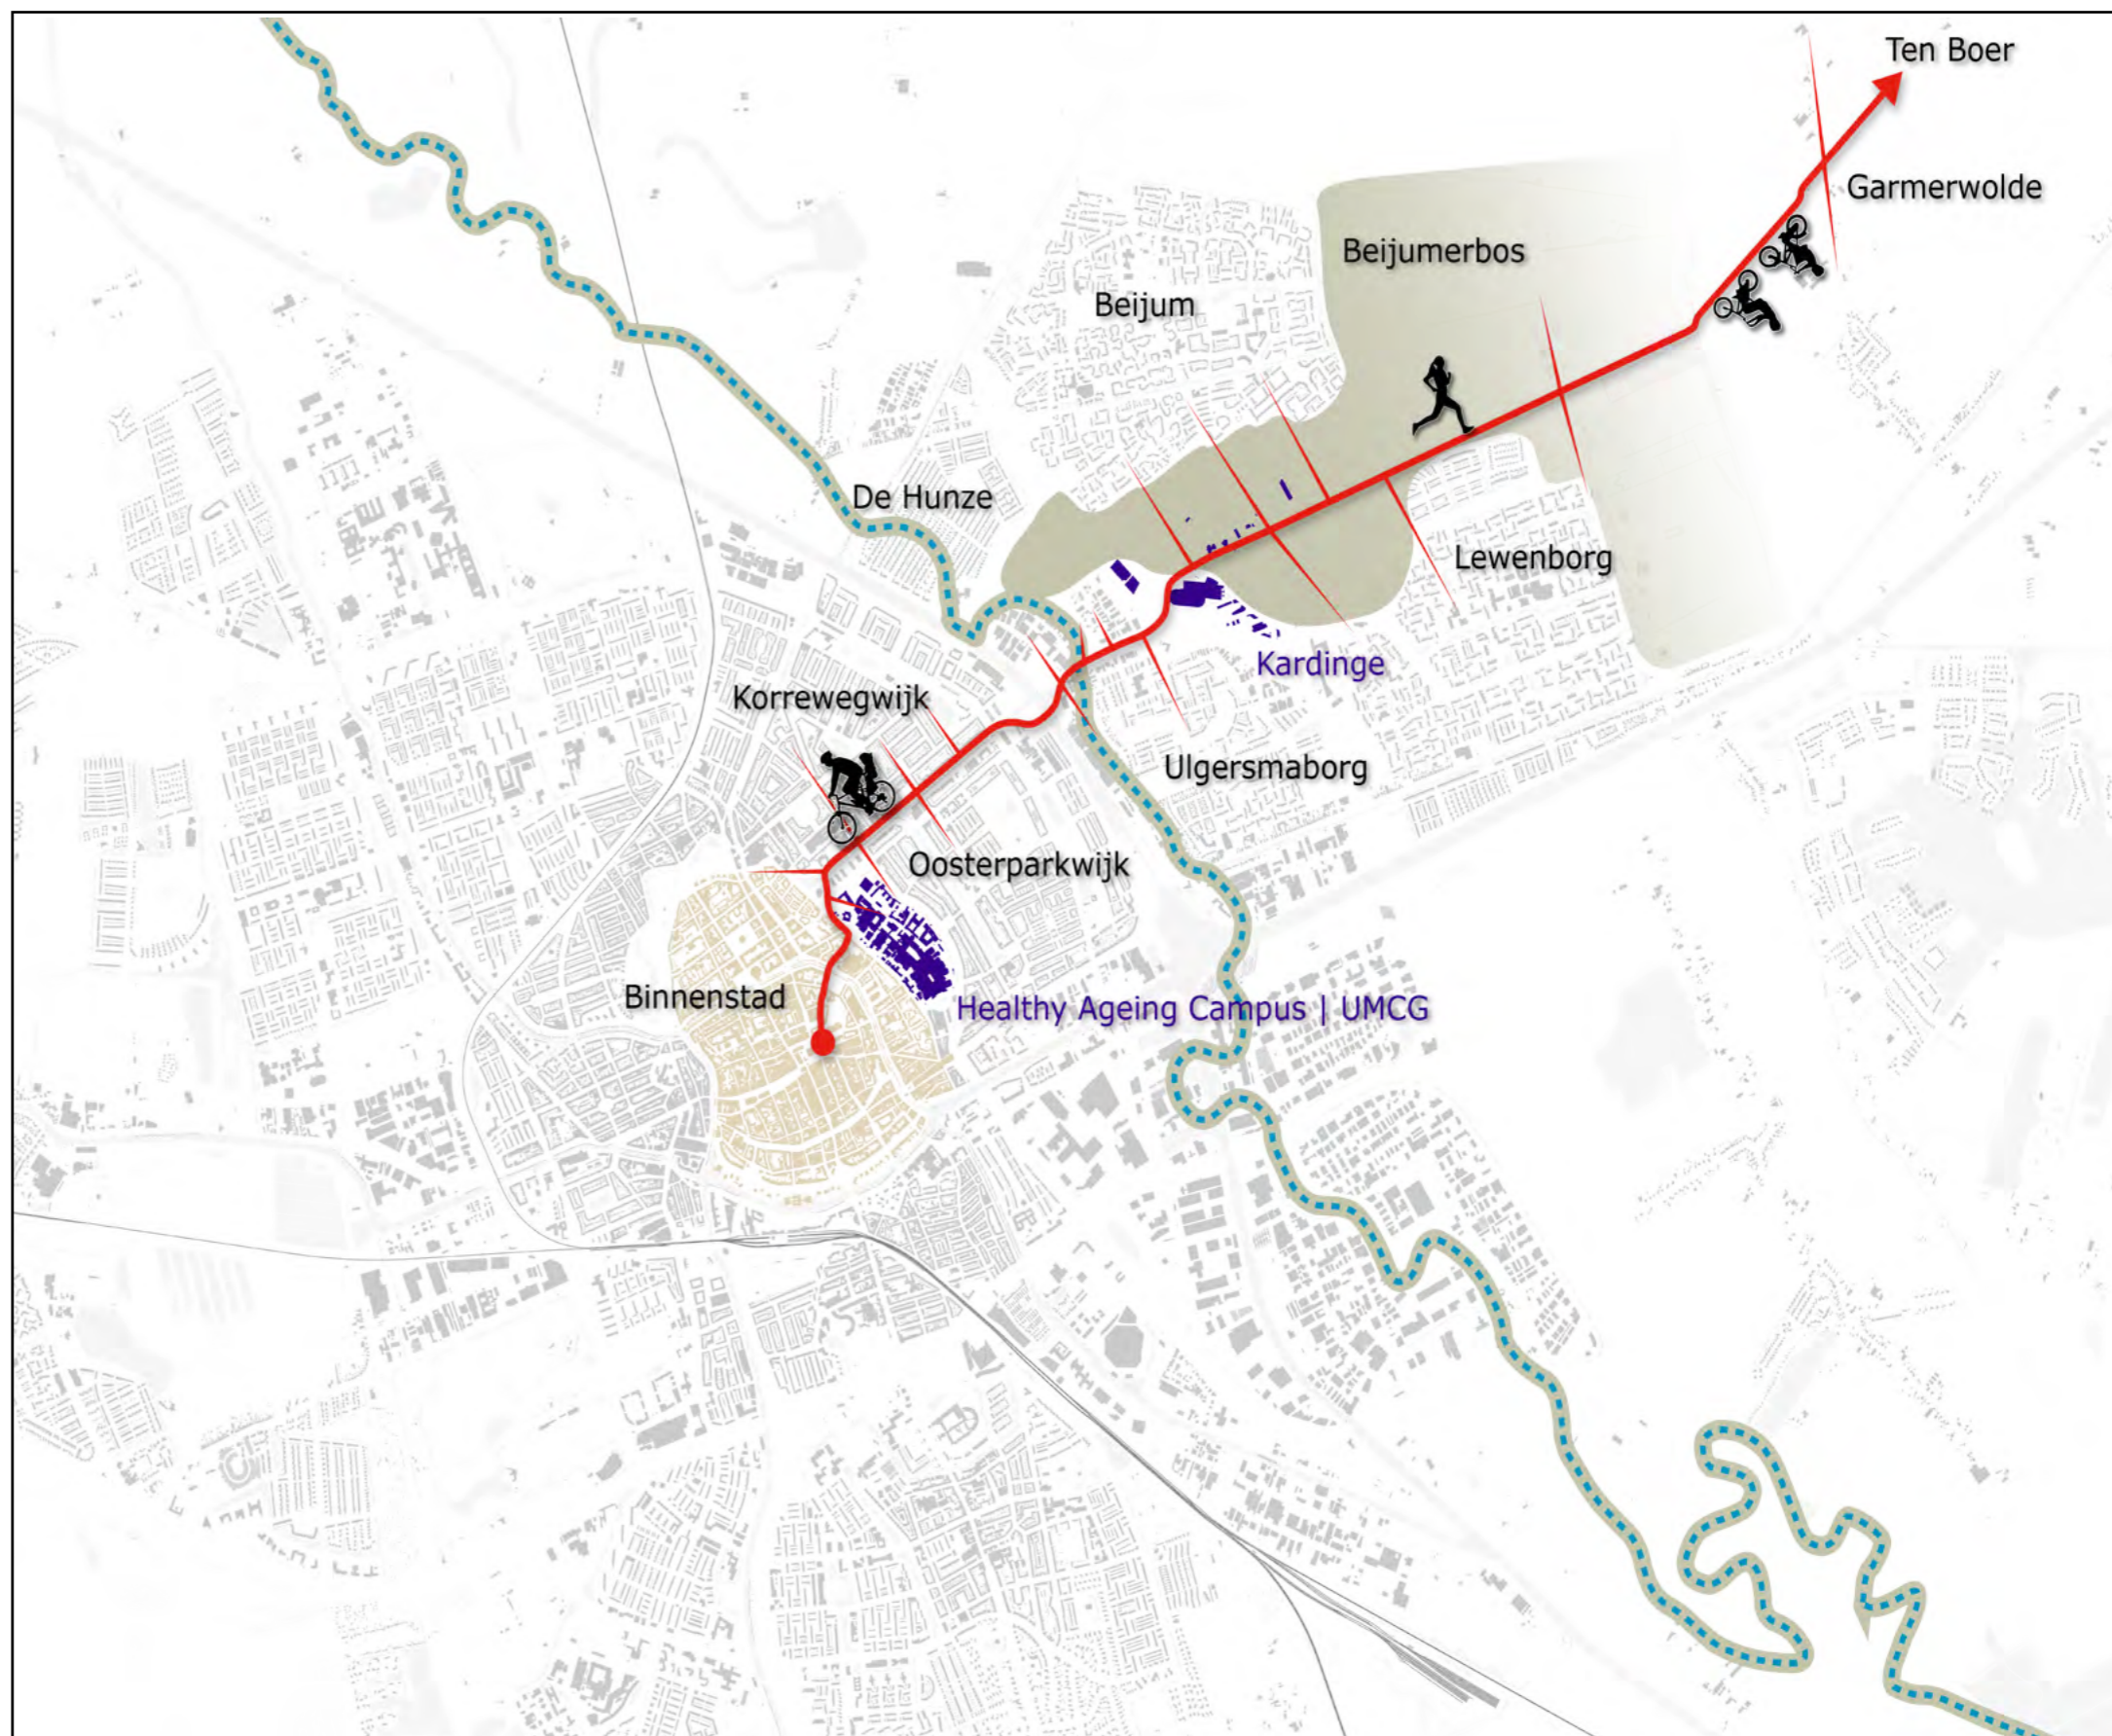 Ten Boer
Garmerwolde
Beijumerbos
Beijum
De Hunze
Lewenborg
Kardinge
Korrewegwijk
Ulgersmaborg
Oosterparkwijk
Binnenstad
Healthy Ageing Campus | UMCG